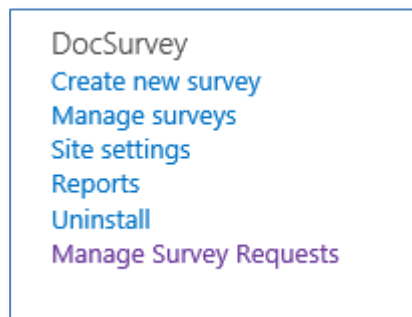 DocSurvey
Create new survey
Manage surveys
Site settings
Reports
Uninstall
Manage Survey Requests